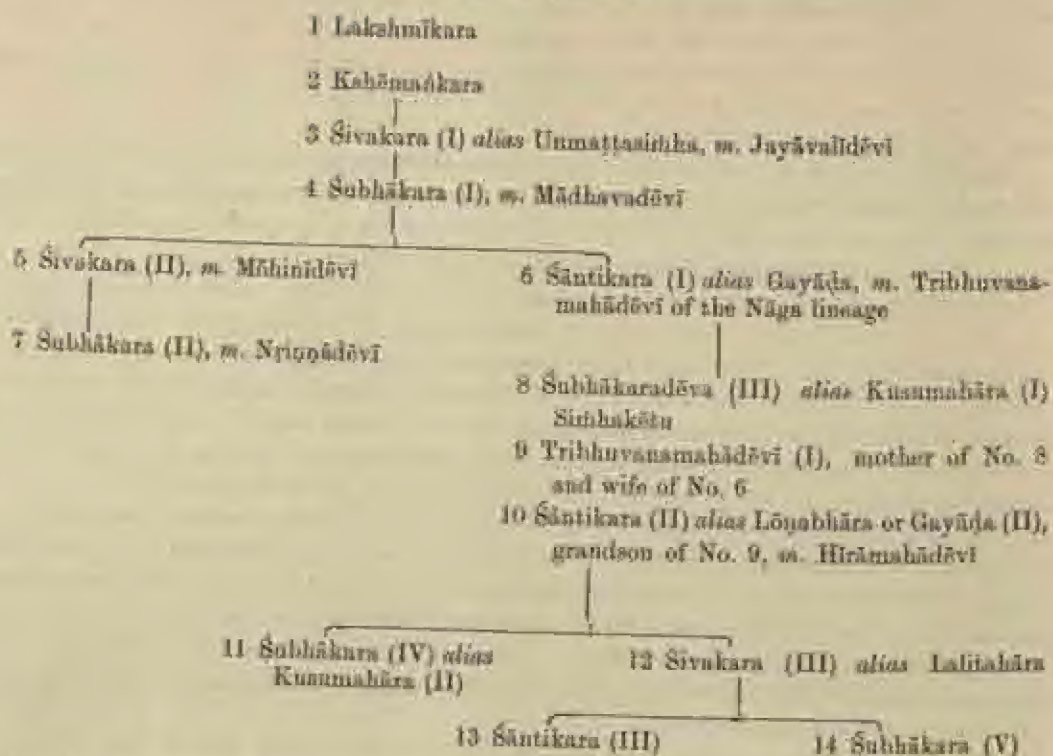 1 Lakshmīkara
2 Kshēmaṅkara
3 Śivakara (I) alias Unmaṭṭasiṁha, m. Jayāvalīdēvī
4 Śubhākara (I), m. Mādhavadēvī
5 Śivakara (II), m. Mōhinīdēvī
6 Śāntikara (I) alias Gayāḍa, m. Tribhuvana-
mahādēvī of the Nāga lineage
7 Subhākara (II), m. Nṛiṇṇādēvī
8 Śubhākaradēva (III) alias Kusumahāra (I)
Siṁhakētu
9 Tribhuvanamahādēvī (I), mother of No. 8
and wife of No. 6
10 Śāntikara (II) alias Lōṇabhāra or Gayāḍa (II),
grandson of No. 9, m. Hīrāmahādēvī
11 Śubhākara (IV) alias
Kusumahāra (II)
12 Śivakara (III) alias Lalitahāra
13 Śāntikara (III)
14 Śubhākara (V)